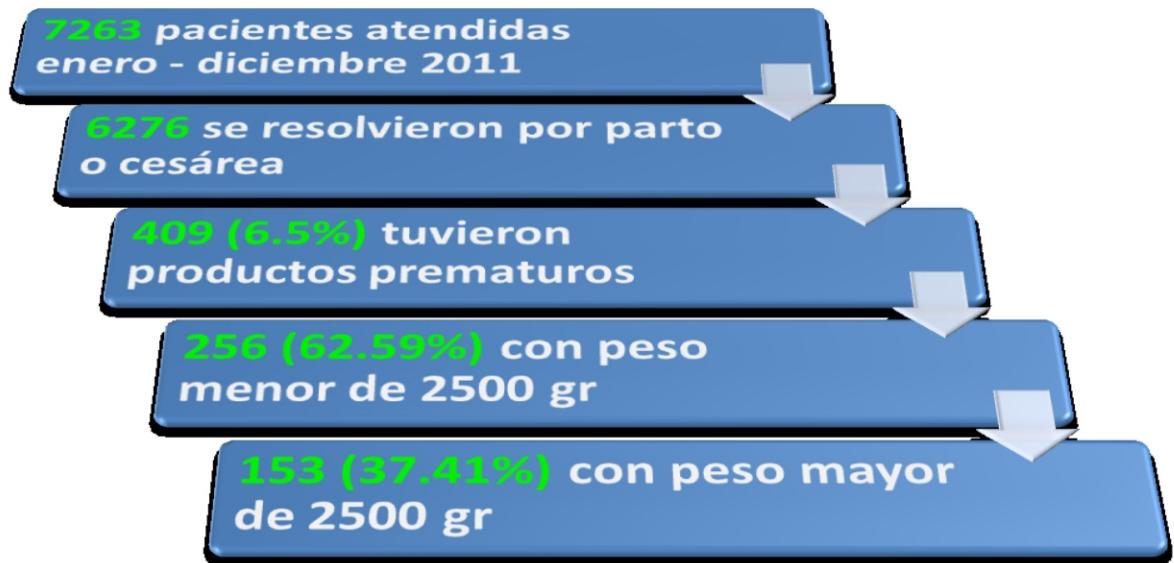 7263 pacientes atendidas
enero - diciembre 2011
6276 se resolvieron por parto
o cesárea
409 (6.5%) tuvieron
productos prematuros
256 (62.59%) con peso
menor de 2500 gr
153 (37.41%) con peso mayor
de 2500 gr